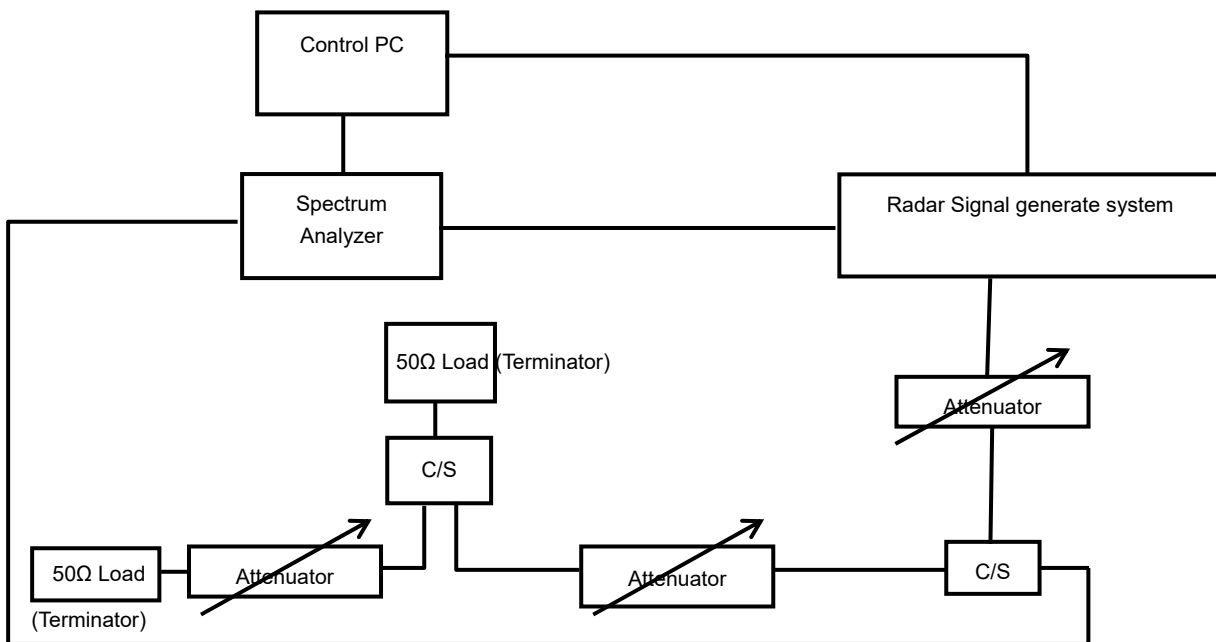 Control PC
Spectrum
Analyzer
Radar Signal generate system
50Ω Load (Terminator)
Attenuator
C/S
50Ω Load
(Terminator)
Attenuator
Attenuator
C/S